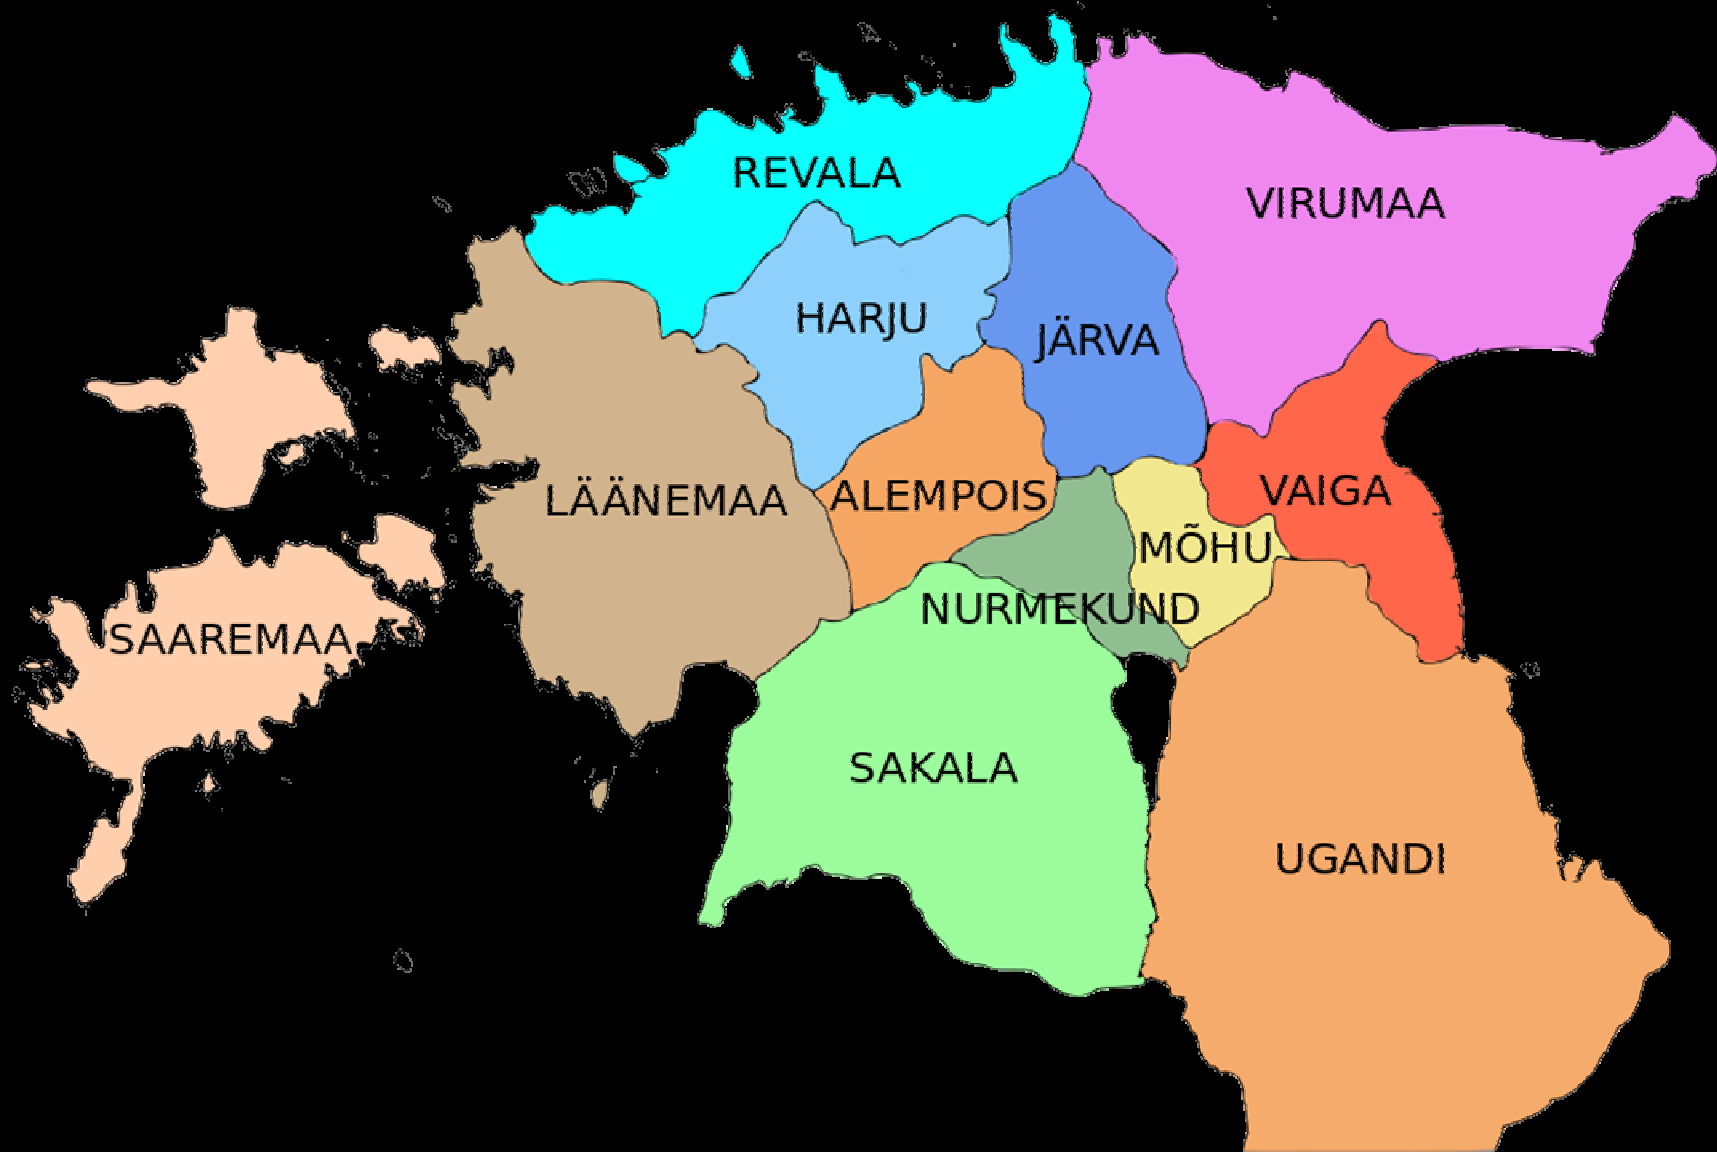 REVALA
VIRUMAA
HARJU
JÄRVA
LÄÄNEMAA
ALEMPOIS
VAIGA
MÕHU
NURMEKUND
SAAREMAA
SAKALA
UGANDI